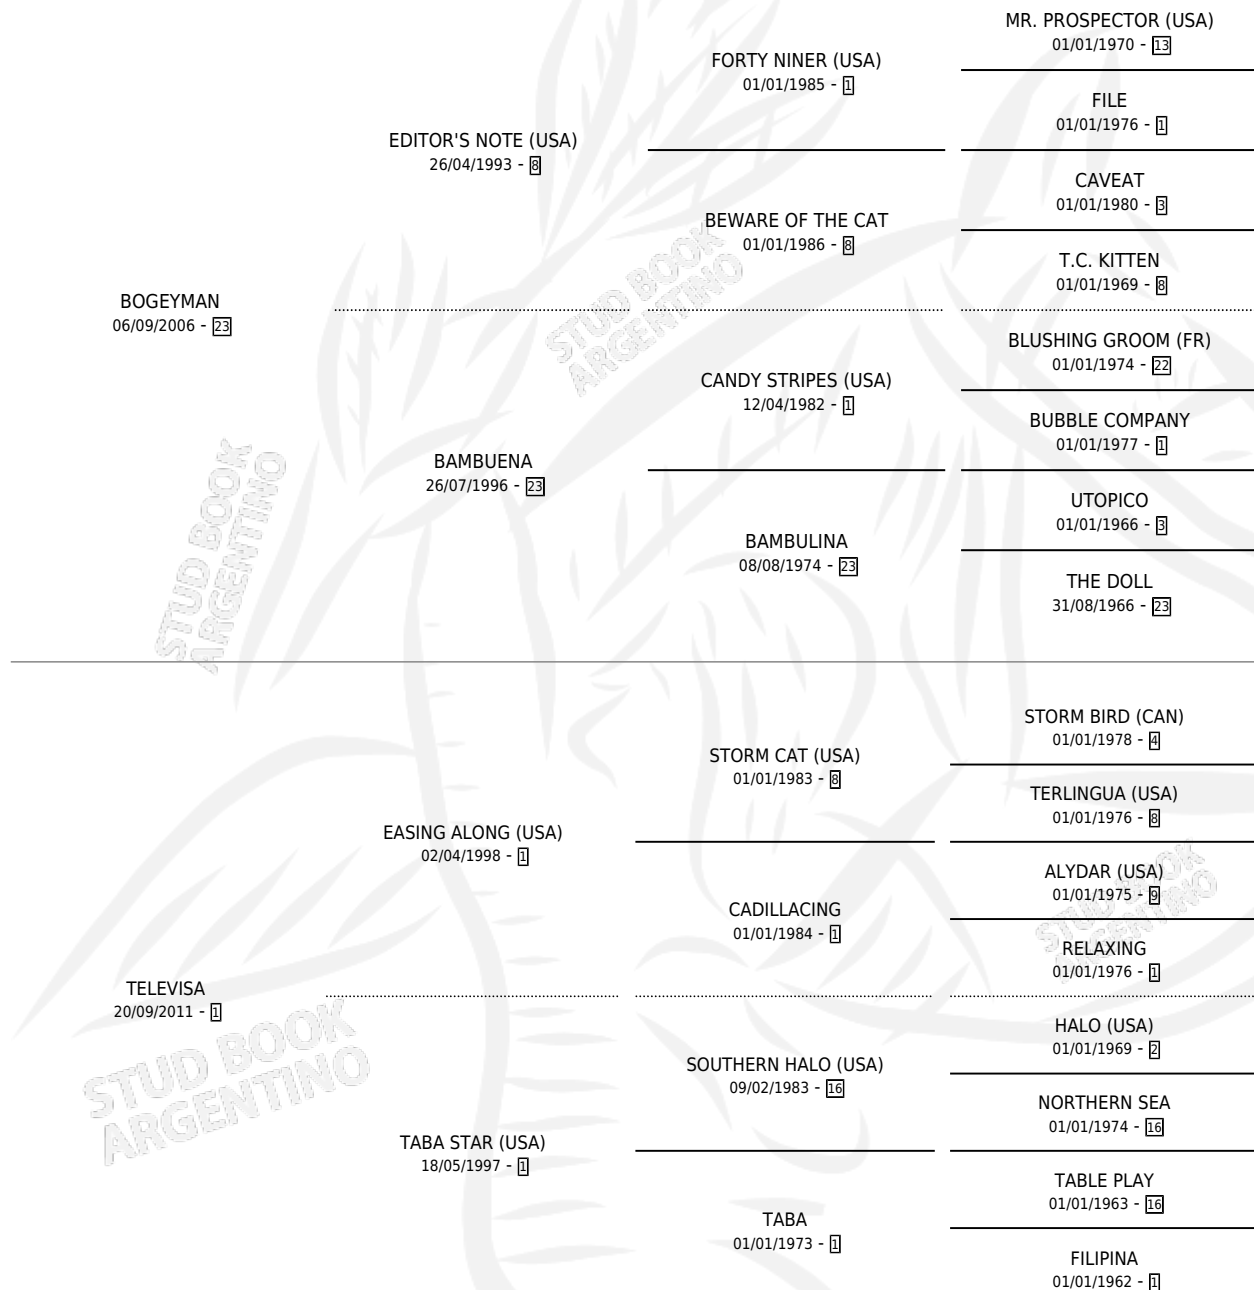 MR. PROSPECTOR (USA)
01/01/1970 - 13
FORTY NINER (USA)
01/01/1985 - 1
FILE
01/01/1976 - 1
EDITOR'S NOTE (USA)
26/04/1993 - 8
CAVEAT
01/01/1980 - 3
BEWARE OF THE CAT
01/01/1986 - 8
T.C. KITTEN
01/01/1969 - 8
BOGEYMAN
06/09/2006 - 23
STUD BOOK
ARGENTINO
BLUSHING GROOM (FR)
01/01/1974 - 22
CANDY STRIPES (USA)
12/04/1982 - 1
BUBBLE COMPANY
01/01/1977 - 1
BAMBUENA
26/07/1996 - 23
UTOPICO
01/01/1966 - 3
BAMBULINA
08/08/1974 - 23
THE DOLL
31/08/1966 - 23
STUD BOOK
ARGENTINO
STORM BIRD (CAN)
01/01/1978 - 4
STORM CAT (USA)
01/01/1983 - 8
TERLINGUA (USA)
01/01/1976 - 8
EASING ALONG (USA)
02/04/1998 - 1
ALYDAR (USA)
01/01/1975 - 9
CADILLACING
01/01/1984 - 1
STUD BOOK
ARGENTINO
RELAXING
01/01/1976 - 1
TELEVISA
20/09/2011 - 1
HALO (USA)
01/01/1969 - 2
SOUTHERN HALO (USA)
09/02/1983 - 16
STUD BOOK
ARGENTINO
NORTHERN SEA
01/01/1974 - 16
TABA STAR (USA)
18/05/1997 - 1
TABLE PLAY
01/01/1963 - 16
TABA
01/01/1973 - 1
FILIPINA
01/01/1962 - 1